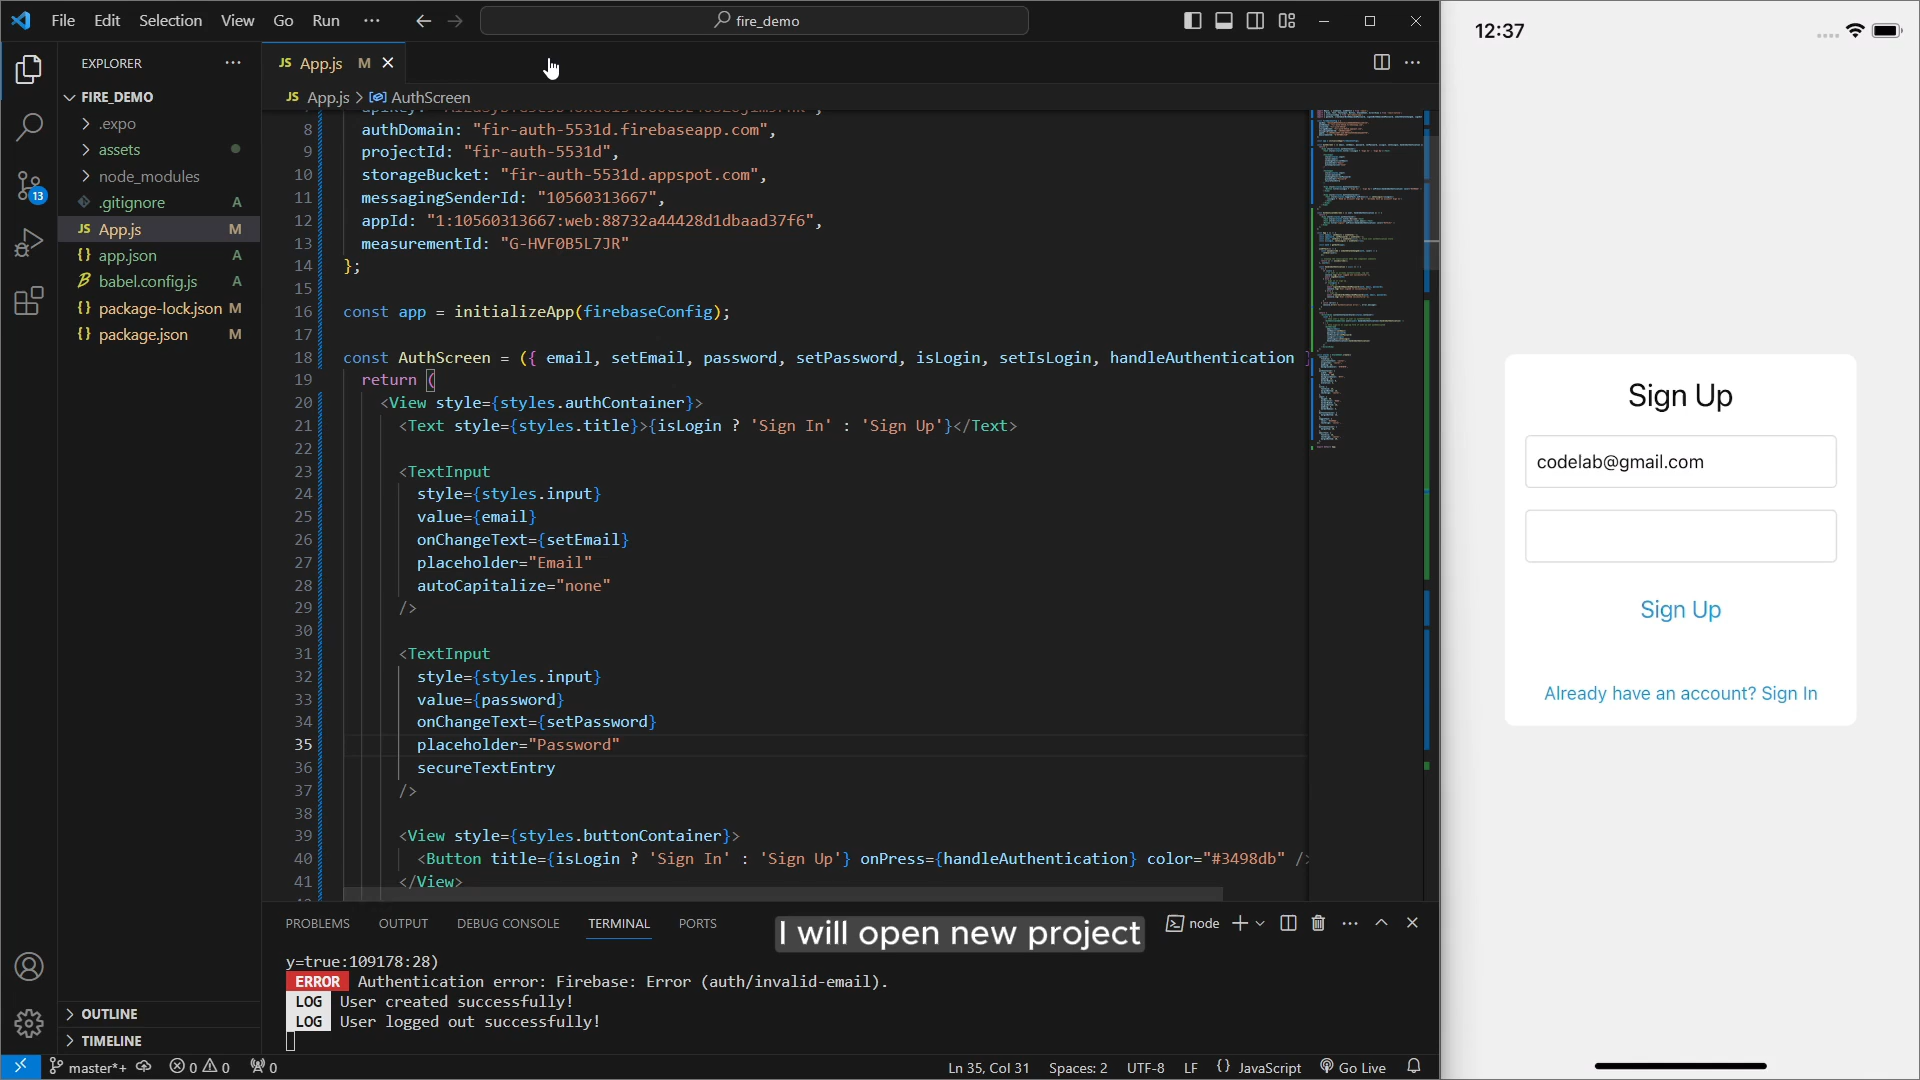 File Edit Selection View Go Run ··· fire_demo
EXPLORER ···
FIRE_DEMO
.expo
assets
node_modules
.gitignore A
JS App.js M
{} app.json A
babel.config.js A
{} package-lock.json M
{} package.json M
OUTLINE
TIMELINE
13
JS App.js M
JS App.js > AuthScreen
8 authDomain: "fir-auth-5531d.firebaseapp.com",
9 projectId: "fir-auth-5531d",
10 storageBucket: "fir-auth-5531d.appspot.com",
11 messagingSenderId: "10560313667",
12 appId: "1:10560313667:web:88732a44428d1dbaad37f6",
13 measurementId: "G-HVF0B5L7JR"
14 };
15
16 const app = initializeApp(firebaseConfig);
17
18 const AuthScreen = ({ email, setEmail, password, setPassword, isLogin, setIsLogin, handleAuthentication }
19 return (
20 <View style={styles.authContainer}>
21 <Text style={styles.title}>{isLogin ? 'Sign In' : 'Sign Up'}</Text>
22
23 <TextInput
24 style={styles.input}
25 value={email}
26 onChangeText={setEmail}
27 placeholder="Email"
28 autoCapitalize="none"
29 />
30
31 <TextInput
32 style={styles.input}
33 value={password}
34 onChangeText={setPassword}
35 placeholder="Password"
36 secureTextEntry
37 />
38
39 <View style={styles.buttonContainer}>
40 <Button title={isLogin ? 'Sign In' : 'Sign Up'} onPress={handleAuthentication} color="#3498db" />
41 </View>
PROBLEMS OUTPUT DEBUG CONSOLE TERMINAL PORTS node
I will open new project
y=true:109178:28)
ERROR Authentication error: Firebase: Error (auth/invalid-email).
LOG User created successfully!
LOG User logged out successfully!
master*+ 0 0 0 Ln 35, Col 31 Spaces: 2 UTF-8 LF {} JavaScript Go Live
12:37
Sign Up
codelab@gmail.com
Sign Up
Already have an account? Sign In